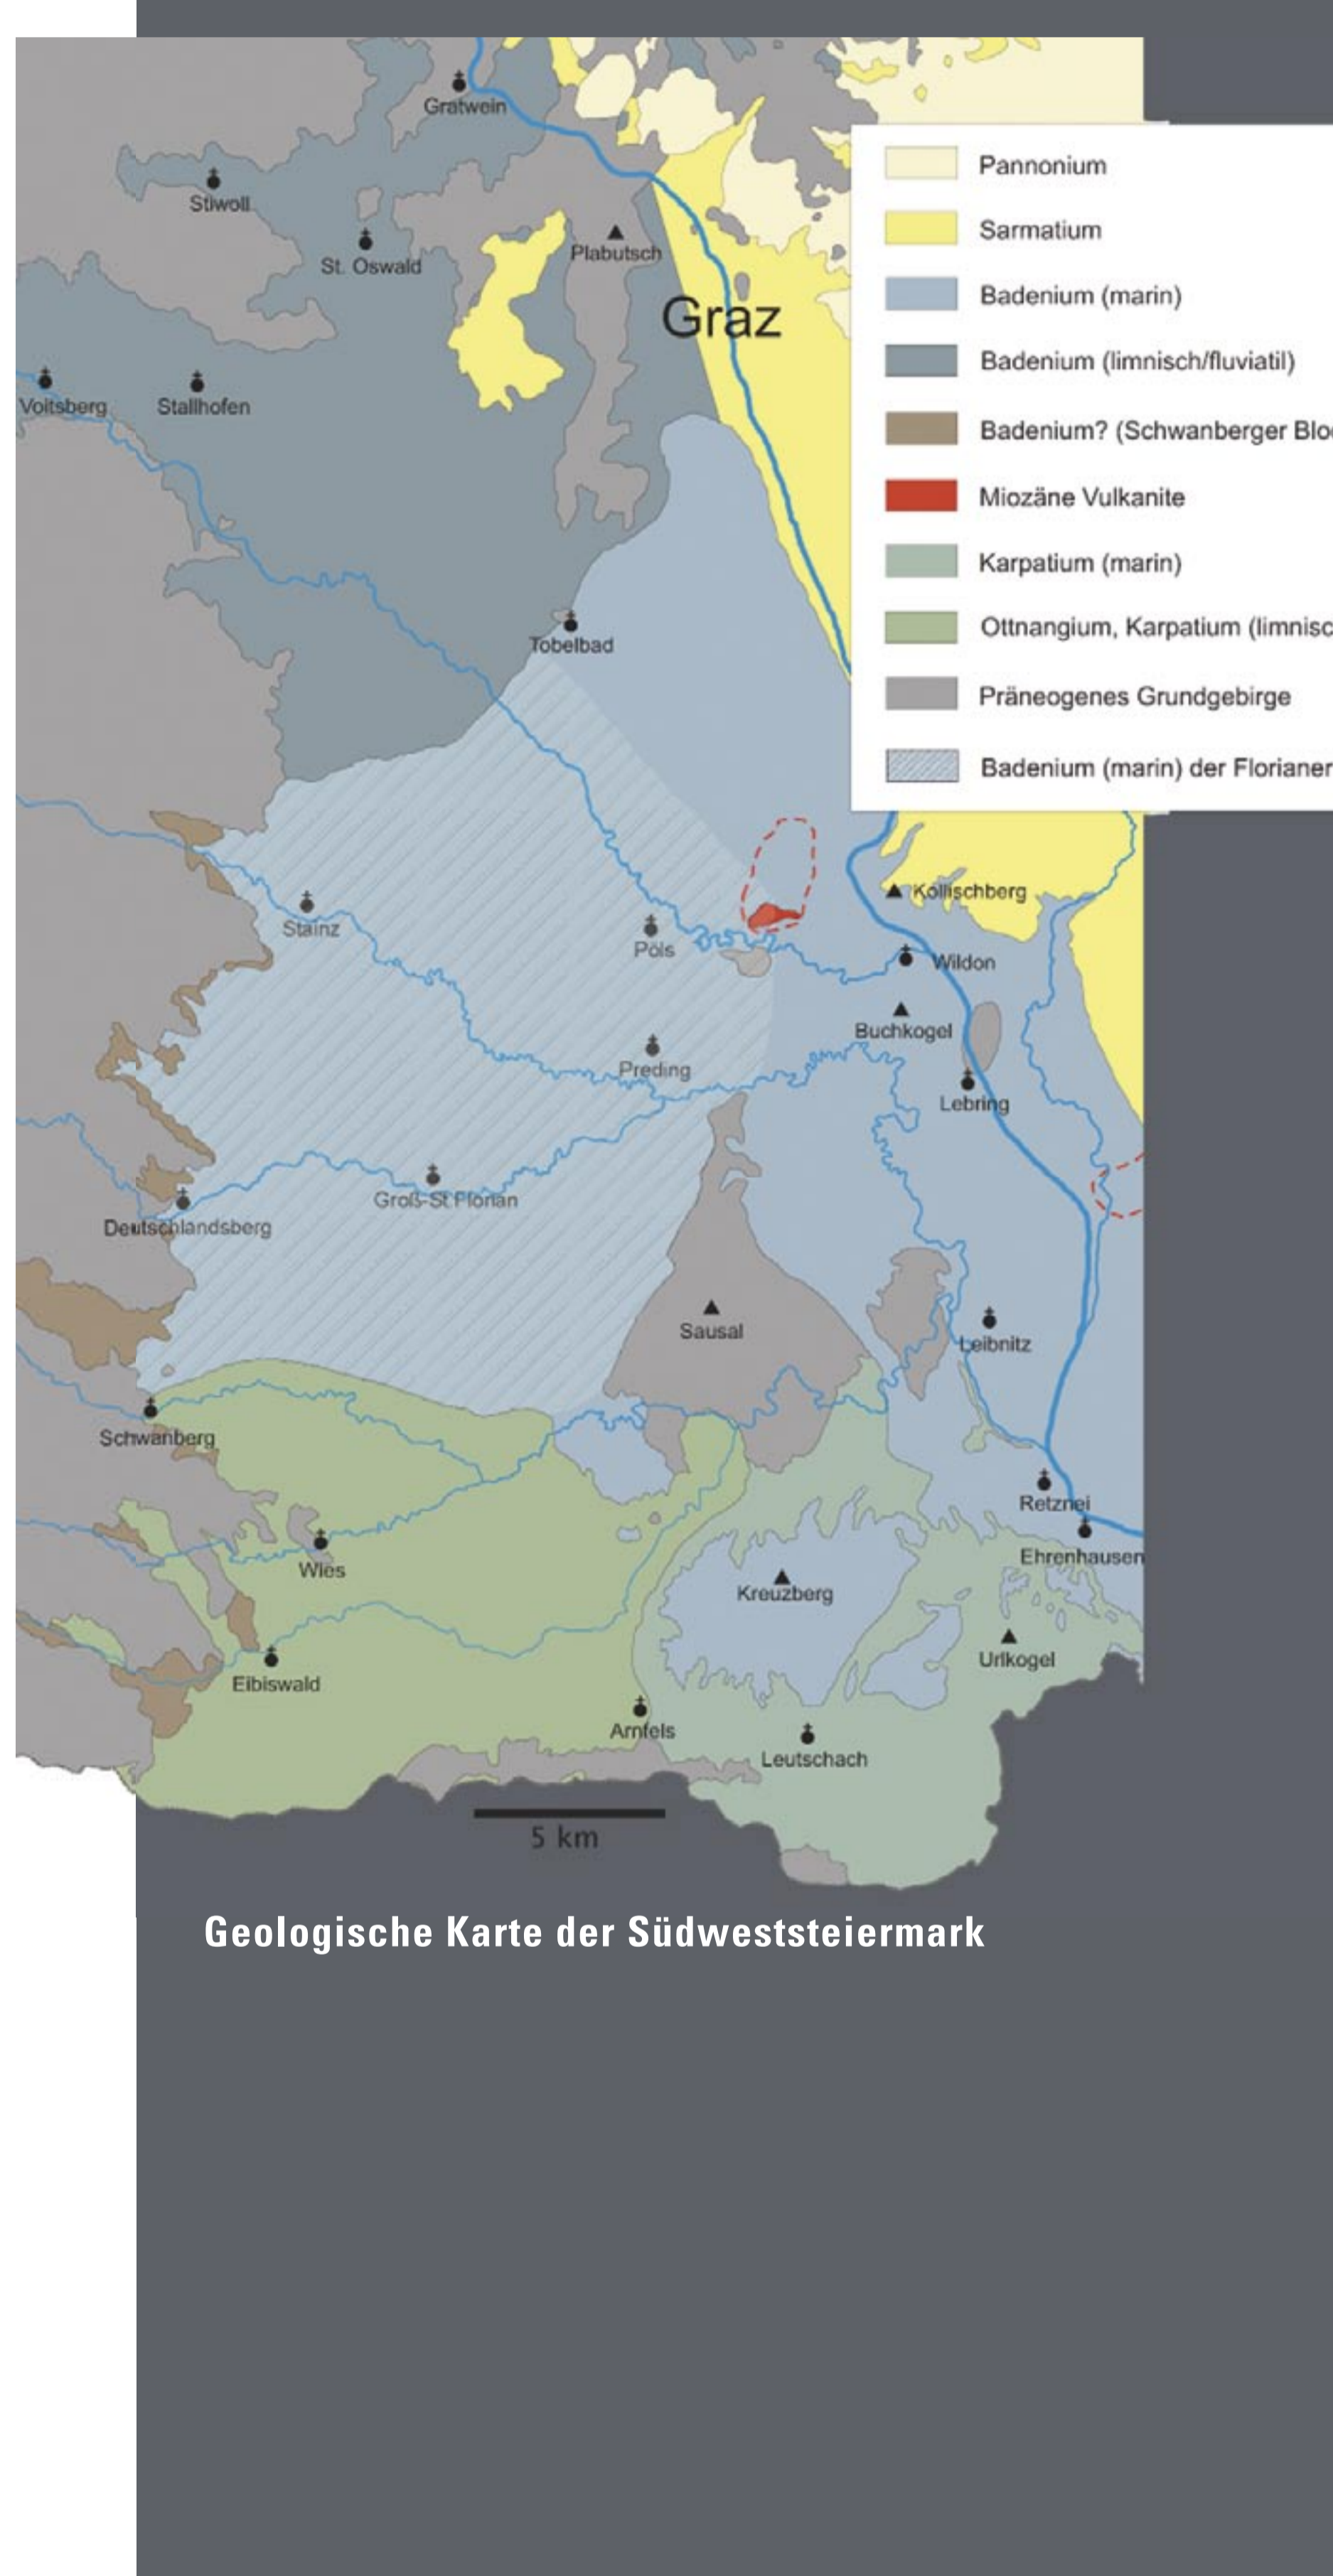 Gratwein
Stiwoll
St. Oswald
Plabutsch
Graz
Voitsberg
Stallhofen
Tobelbad
Pannonium
Sarmatium
Badenium (marin)
Badenium (limnisch/fluviatil)
Badenium? (Schwanberger
Miozäne Vulkanite
Karpatium (marin)
Ottnangium, Karpatium
Präneogenes Grundgebirge
Badenium (marin) der Florianer
Kollischberg
Stainz
Pöls
Wildon
Buchkogel
Preding
Lebring
Groß-St.Florian
Deutschlandsberg
Sausal
Leibnitz
Schwanberg
Retznei
Ehrenhausen
Wies
Kreuzberg
Urlkogel
Eibiswald
Arnfels
Leutschach
5 km
Geologische Karte der Südweststeiermark